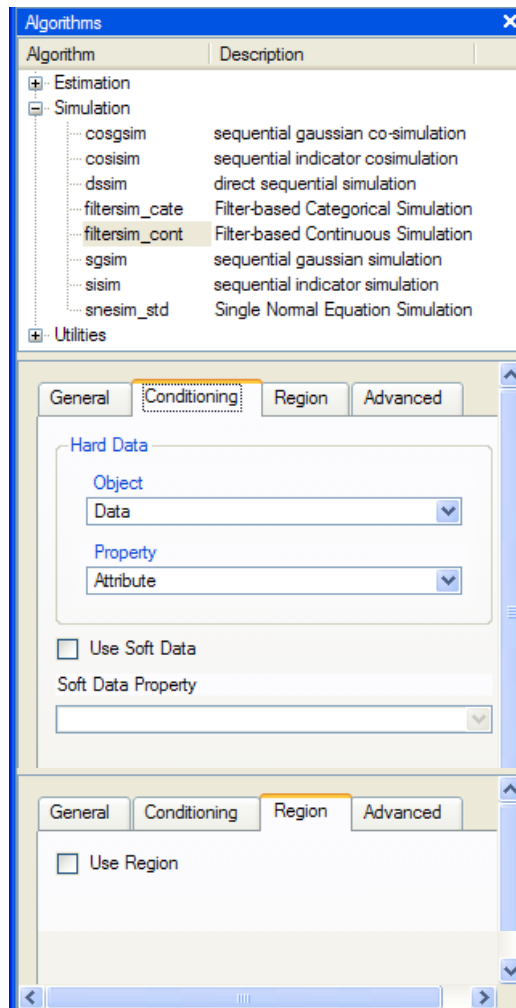 Algorithms
Algorithm Description
Estimation
Simulation
cosgsim sequential gaussian co-simulation
cosisim sequential indicator cosimulation
dssim direct sequential simulation
filtersim_cate Filter-based Categorical Simulation
filtersim_cont Filter-based Continuous Simulation
sgsim sequential gaussian simulation
sisim sequential indicator simulation
snesim_std Single Normal Equation Simulation
Utilities
General Conditioning Region Advanced
Hard Data
Object
Data
Property
Attribute
Use Soft Data
Soft Data Property
General Conditioning Region Advanced
Use Region